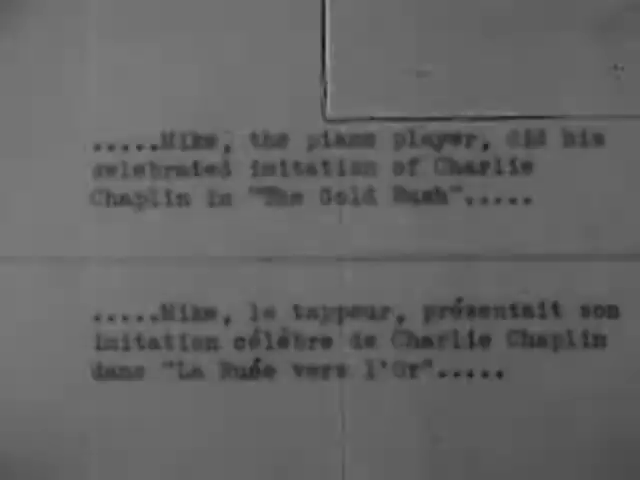 .....Mike, the piano player, did his
celebrated imitation of Charlie
Chaplin in "The Gold Rush".....
.....Mike, le tappeur, présentait son
imitation célèbre de Charlie Chaplin
dans "La Ruée vers l'Or".....